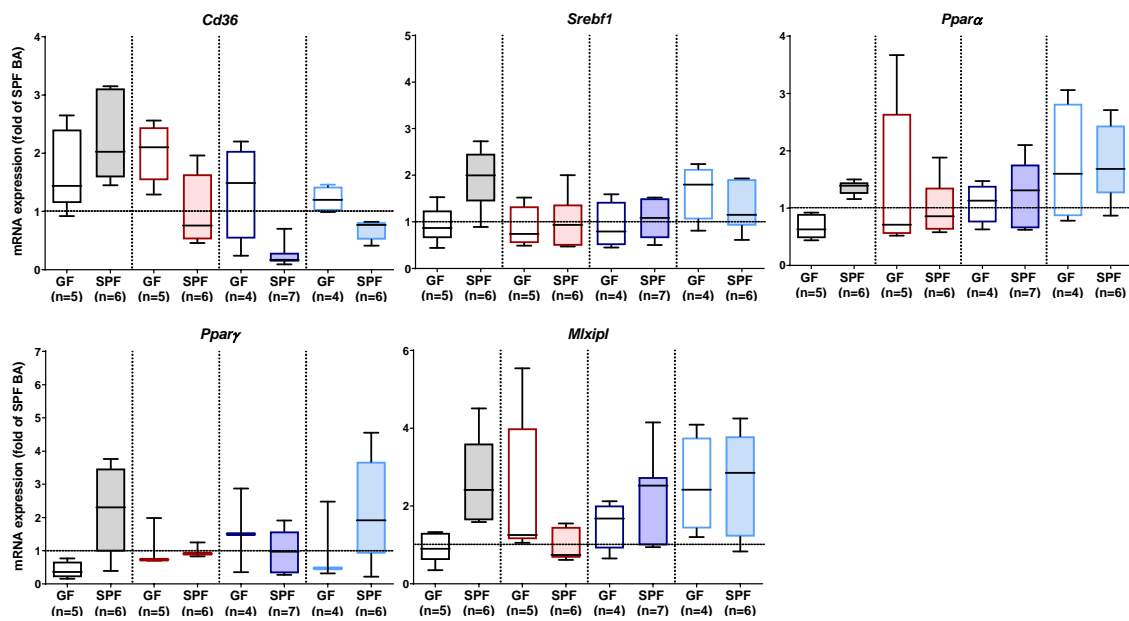 Cd36
mRNA expression (fold of SPF BA)
4
3
2
1
0
GF SPF GF SPF GF SPF GF SPF
(n=5) (n=6) (n=5) (n=6) (n=4) (n=7) (n=4) (n=6)
Srebf1
5
4
3
2
1
0
GF SPF GF SPF GF SPF GF SPF
(n=5) (n=6) (n=5) (n=6) (n=4) (n=7) (n=4) (n=6)
Pparα
4
3
2
1
0
GF SPF GF SPF GF SPF GF SPF
(n=5) (n=6) (n=5) (n=6) (n=4) (n=7) (n=4) (n=6)
Pparγ
mRNA expression (fold of SPF BA)
7
6
5
4
3
2
1
0
GF SPF GF SPF GF SPF GF SPF
(n=5) (n=6) (n=5) (n=6) (n=4) (n=7) (n=4) (n=6)
Mlxipl
6
4
2
0
GF SPF GF SPF GF SPF GF SPF
(n=5) (n=6) (n=5) (n=6) (n=4) (n=7) (n=4) (n=6)